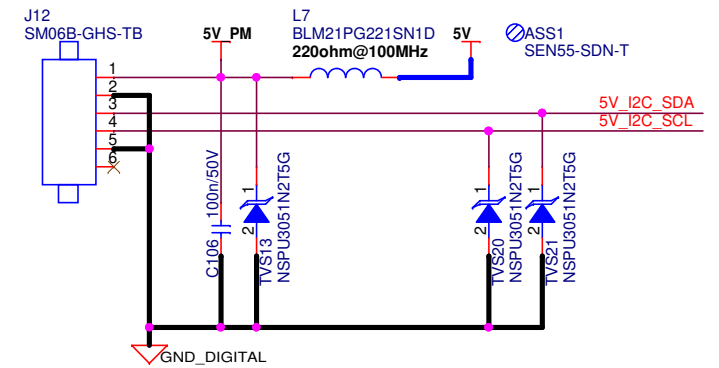 J12
SM06B-GHS-TB
5V_PM
L7
BLM21PG221SN1D
220ohm@100MHz
5V
ASS1
SEN55-SDN-T
1
2
3
4
5
6
5V_I2C_SDA
5V_I2C_SCL
C106 100n/50V
1
2
TVS13
NSPU3051N2T5G
1
2
TVS20
NSPU3051N2T5G
1
2
TVS21
NSPU3051N2T5G
GND_DIGITAL